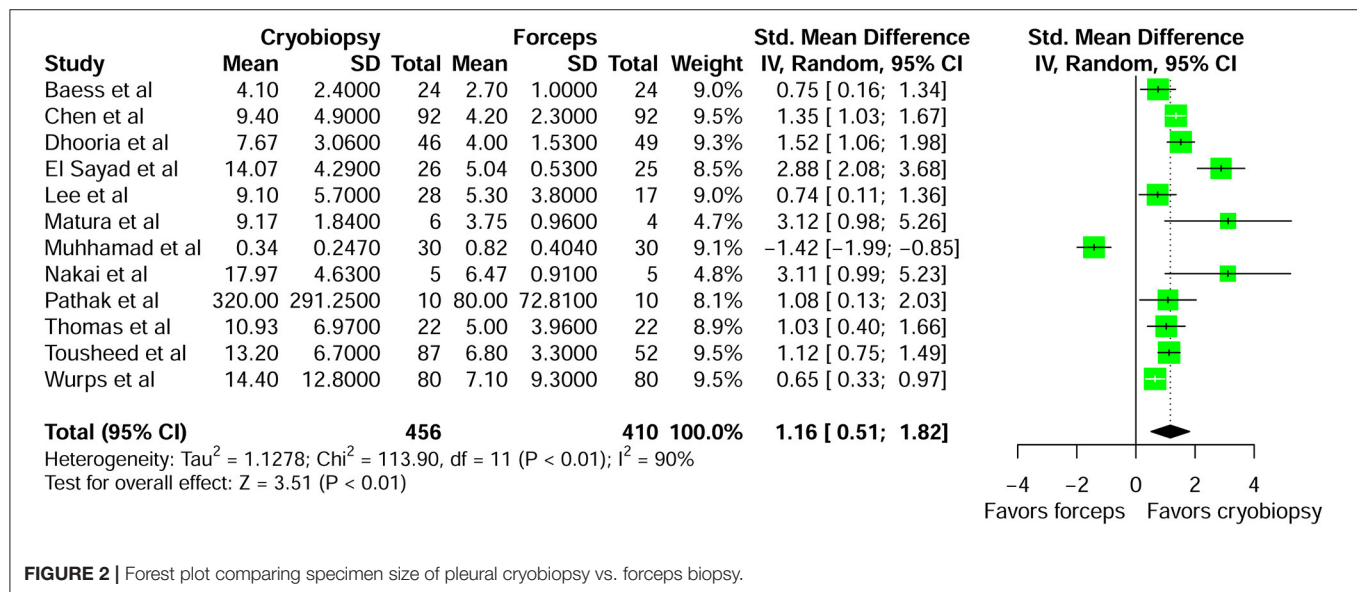 Cryobiopsy Forceps Std. Mean Difference Std. Mean Difference
Study Mean SD Total Mean SD Total Weight IV, Random, 95% CI IV, Random, 95% CI
Baess et al 4.10 2.4000 24 2.70 1.0000 24 9.0% 0.75 [ 0.16; 1.34]
Chen et al 9.40 4.9000 92 4.20 2.3000 92 9.5% 1.35 [ 1.03; 1.67]
Dhooria et al 7.67 3.0600 46 4.00 1.5300 49 9.3% 1.52 [ 1.06; 1.98]
El Sayad et al 14.07 4.2900 26 5.04 0.5300 25 8.4% 2.88 [ 2.08; 3.68]
Lee et al 9.10 5.7000 28 5.30 3.8000 17 9.0% 0.74 [ 0.11; 1.36]
Matura et al 9.17 1.8400 6 3.75 0.9600 4 4.7% 3.12 [ 0.98; 5.26]
Muhhamad et al 0.34 0.2470 30 0.82 0.4040 30 9.1% −1.42 [−1.99; −0.85]
Nakai et al 17.97 4.6300 5 6.47 0.9100 5 4.8% 3.11 [ 0.99; 5.23]
Pathak et al 320.00 291.2500 10 80.00 72.8100 10 8.1% 1.08 [ 0.13; 2.03]
Thomas et al 10.93 6.9700 22 5.00 3.9600 22 8.9% 1.03 [ 0.40; 1.66]
Tousheed et al 13.20 6.7000 87 6.80 3.3000 52 9.5% 1.12 [ 0.75; 1.49]
Wurps et al 14.40 12.8000 80 7.10 9.3000 80 9.5% 0.65 [ 0.33; 0.97]
Total (95% CI) 456 410 100.0% 1.16 [ 0.51; 1.82]
Heterogeneity: Tau² = 1.1278; Chi² = 113.90, df = 11 (P < 0.01); I² = 90%
Test for overall effect: Z = 3.51 (P < 0.01)
−4 −2 0 2 4
Favors forceps Favors cryobiopsy
FIGURE 2 | Forest plot comparing specimen size of pleural cryobiopsy vs. forceps biopsy.